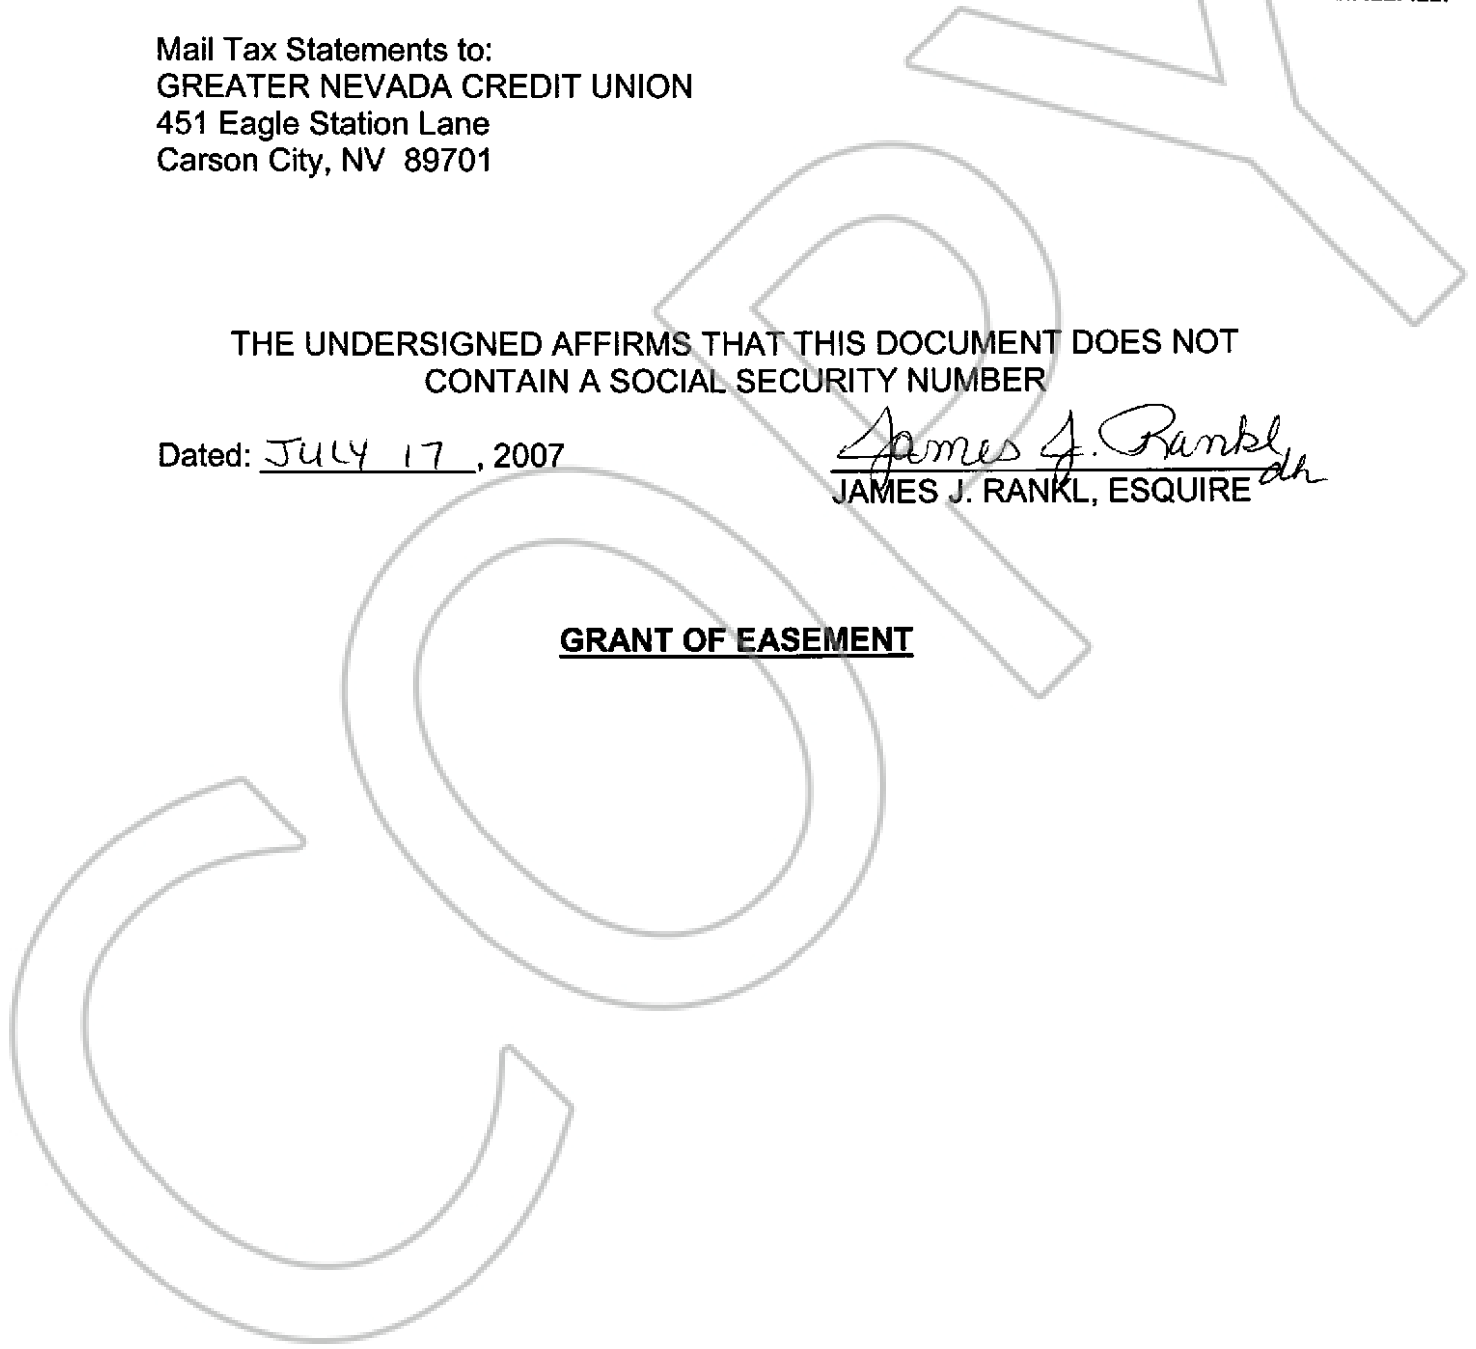 Mail Tax Statements to:
GREATER NEVADA CREDIT UNION
451 Eagle Station Lane
Carson City, NV 89701
THE UNDERSIGNED AFFIRMS THAT THIS DOCUMENT DOES NOT
CONTAIN A SOCIAL SECURITY NUMBER
Dated: JULY 17, 2007
James J. Rankl dh
JAMES J. RANKL, ESQUIRE
GRANT OF EASEMENT
COPY